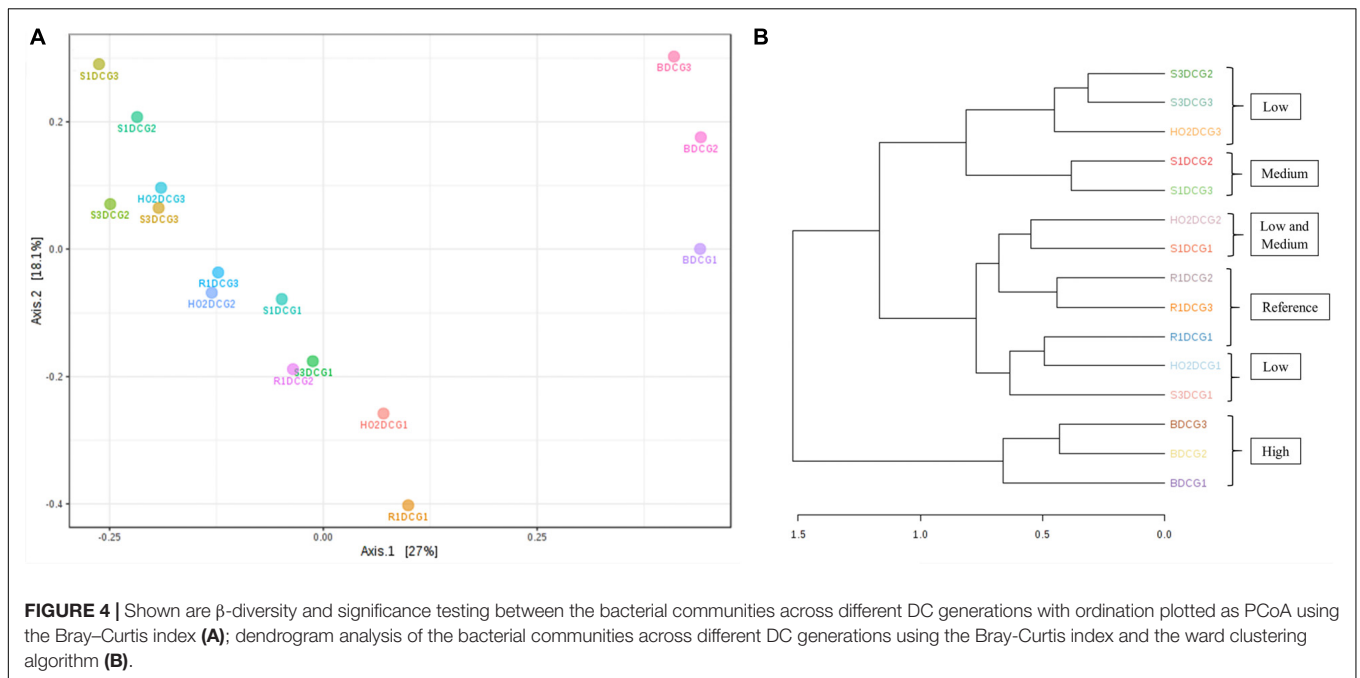 A
S1DCG3
S1DCG2
HO2DCG3
S3DCG2
S3DCG3
R1DCG3
HO2DCG2
S1DCG1
S3DCG1
R1DCG2
HO2DCG1
R1DCG1
BDCG3
BDCG2
BDCG1
0.2
0.0
-0.2
-0.4
Axis.2 [18.1%]
-0.25
0.00
0.25
Axis.1 [27%]
B
S3DCG2
S3DCG3
HO2DCG3
Low
S1DCG2
S1DCG3
Medium
HO2DCG2
S1DCG1
Low and
Medium
R1DCG2
R1DCG3
R1DCG1
Reference
HO2DCG1
S3DCG1
Low
BDCG3
BDCG2
BDCG1
High
1.5
1.0
0.5
0.0
FIGURE 4 | Shown are β-diversity and significance testing between the bacterial communities across different DC generations with ordination plotted as PCoA using
the Bray–Curtis index (A); dendrogram analysis of the bacterial communities across different DC generations using the Bray-Curtis index and the ward clustering
algorithm (B).